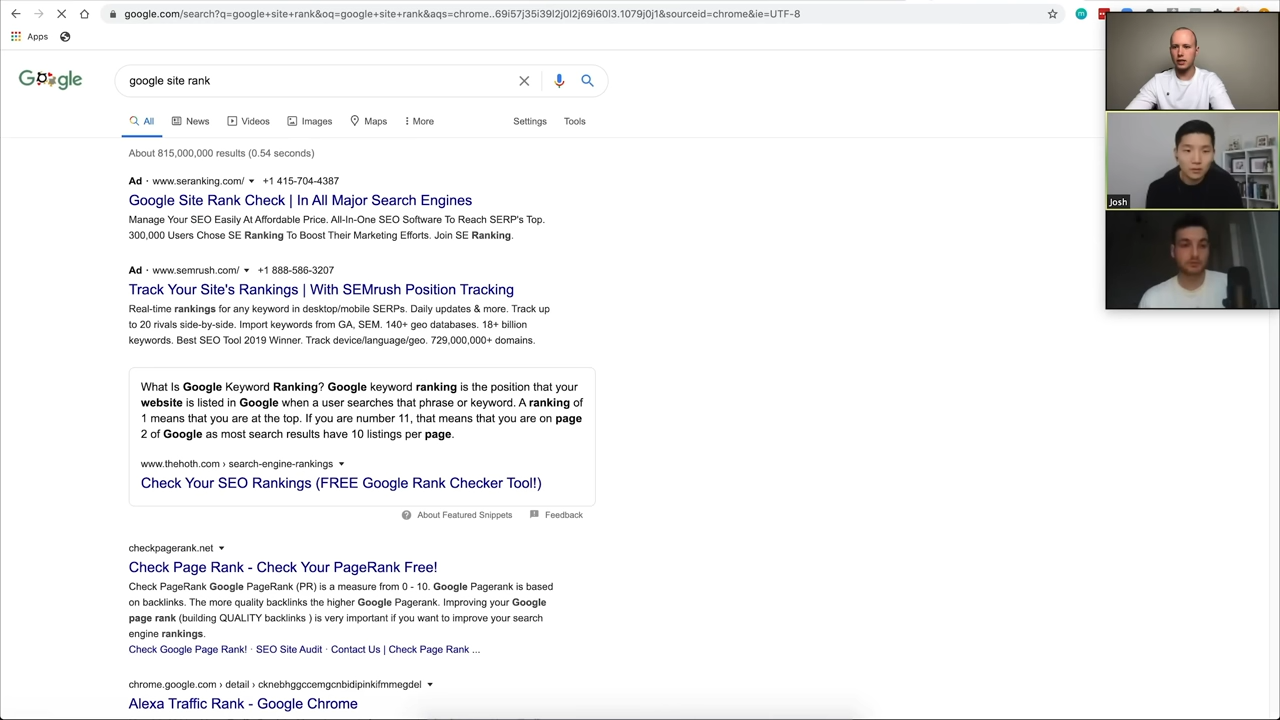 google.com/search?q=google+site+rank&oq=google+site+rank&aqs=chrome..69i57j35i39l2j0l2j69i60l3.1079j0j1&sourceid=chrome&ie=UTF-8
Apps
Google
google site rank
All News Videos Images Maps More Settings Tools
About 815,000,000 results (0.54 seconds)
Ad · www.seranking.com/ +1 415-704-4387
Google Site Rank Check | In All Major Search Engines
Manage Your SEO Easily At Affordable Price. All-In-One SEO Software To Reach SERP's Top.
300,000 Users Chose SE Ranking To Boost Their Marketing Efforts. Join SE Ranking.
Ad · www.semrush.com/ +1 888-586-3207
Track Your Site's Rankings | With SEMrush Position Tracking
Real-time rankings for any keyword in desktop/mobile SERPs. Daily updates & more. Track up
to 20 rivals side-by-side. Import keywords from GA, SEM. 140+ geo databases. 18+ billion
keywords. Best SEO Tool 2019 Winner. Track device/language/geo. 729,000,000+ domains.
What Is Google Keyword Ranking? Google keyword ranking is the position that your
website is listed in Google when a user searches that phrase or keyword. A ranking of
1 means that you are at the top. If you are number 11, that means that you are on page
2 of Google as most search results have 10 listings per page.
www.thehoth.com › search-engine-rankings
Check Your SEO Rankings (FREE Google Rank Checker Tool!)
About Featured Snippets Feedback
checkpagerank.net
Check Page Rank - Check Your PageRank Free!
Check PageRank Google PageRank (PR) is a measure from 0 - 10. Google Pagerank is based
on backlinks. The more quality backlinks the higher Google Pagerank. Improving your Google
page rank (building QUALITY backlinks ) is very important if you want to improve your search
engine rankings.
Check Google Page Rank! · SEO Site Audit · Contact Us | Check Page Rank ...
chrome.google.com › detail › cknebhggccemgcnbidipinkifmmegdel
Alexa Traffic Rank - Google Chrome
Josh